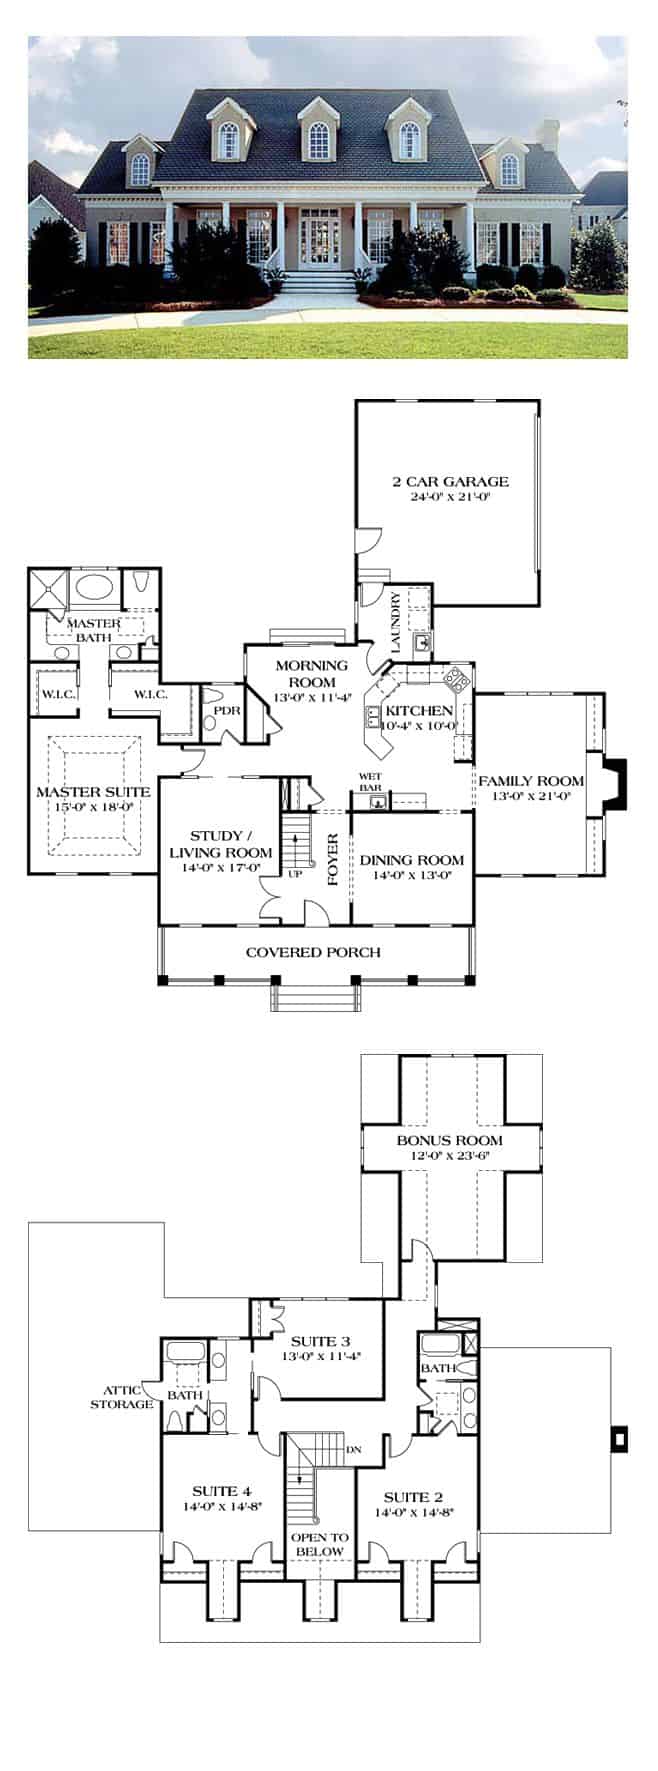 2 CAR GARAGE
24'-0" X 21'-0"
LAUNDRY
MASTER
BATH
W.I.C.
W.I.C.
PDR
MORNING
ROOM
13'-0" X 11'-4"
KITCHEN
10'-4" X 10'-0"
MASTER SUITE
15'-0" X 18'-0"
WET
BAR
FAMILY ROOM
13'-0" X 21'-0"
STUDY /
LIVING ROOM
14'-0" X 17'-0"
UP
FOYER
DINING ROOM
14'-0" X 13'-0"
COVERED PORCH
BONUS ROOM
12'-0" X 23'-6"
SUITE 3
13'-0" X 11'-4"
BATH
ATTIC
STORAGE
BATH
DN
SUITE 4
14'-0" X 14'-8"
SUITE 2
14'-0" X 14'-8"
OPEN TO
BELOW